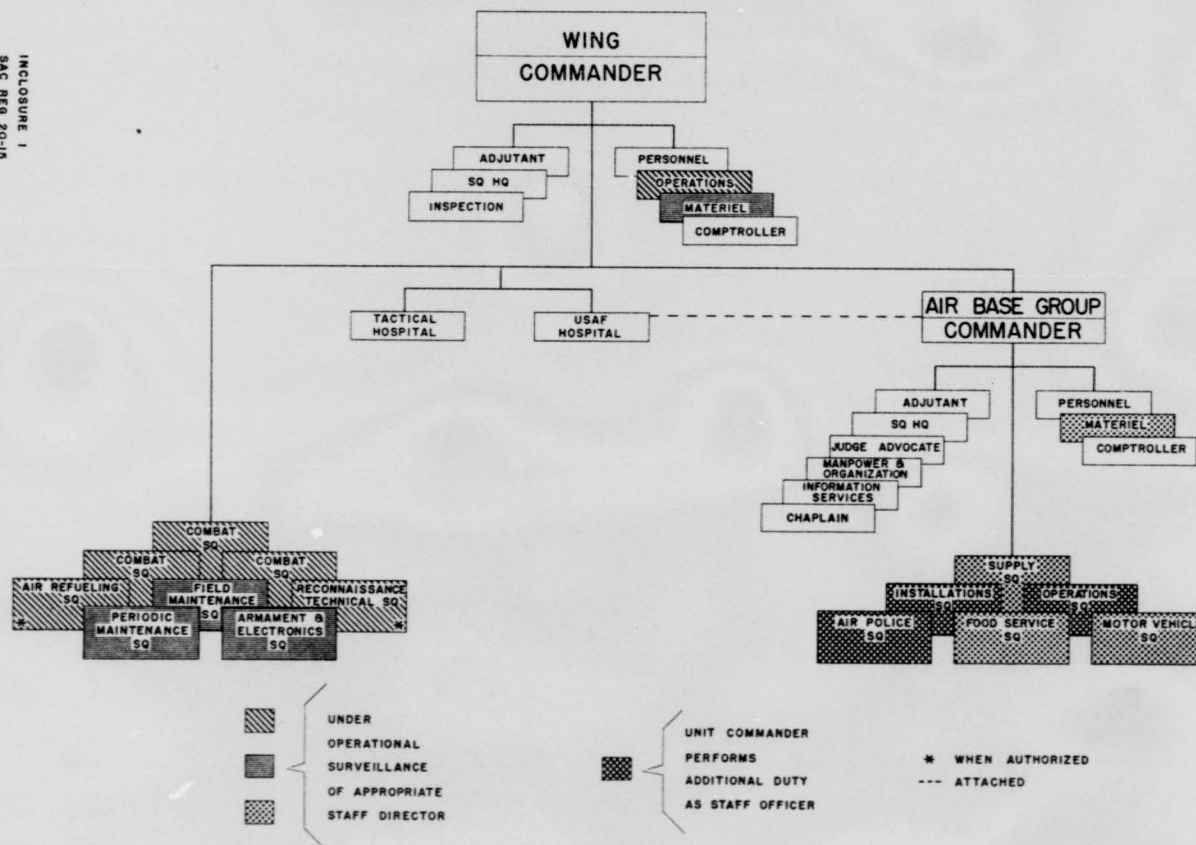 INCLOSURE 1
SAC REG 20-15
WING
COMMANDER
ADJUTANT
SQ HQ
INSPECTION
PERSONNEL
OPERATIONS
MATERIEL
COMPTROLLER
TACTICAL
HOSPITAL
USAF
HOSPITAL
AIR BASE GROUP
COMMANDER
ADJUTANT
SQ HQ
JUDGE ADVOCATE
MANPOWER &
ORGANIZATION
INFORMATION
SERVICES
CHAPLAIN
PERSONNEL
MATERIEL
COMPTROLLER
COMBAT
SQ
COMBAT
SQ
COMBAT
SQ
AIR REFUELING
SQ
*
FIELD
MAINTENANCE
SQ
RECONNAISSANCE
TECHNICAL SQ
*
PERIODIC
MAINTENANCE
SQ
ARMAMENT &
ELECTRONICS
SQ
SUPPLY
SQ
INSTALLATIONS
SQ
OPERATIONS
SQ
AIR POLICE
SQ
FOOD SERVICE
SQ
MOTOR VEHICLE
SQ
UNDER
OPERATIONAL
SURVEILLANCE
OF APPROPRIATE
STAFF DIRECTOR
UNIT COMMANDER
PERFORMS
ADDITIONAL DUTY
AS STAFF OFFICER
* WHEN AUTHORIZED
--- ATTACHED